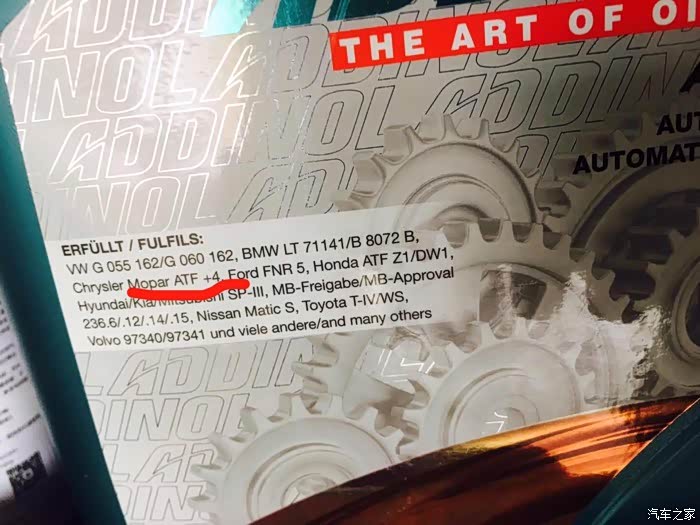 THE ART OF OI
ADDINOL
AUT
AUTOMAT
ERFÜLLT / FULFILS:
VW G 055 162/G 060 162, BMW LT 71141/B 8072 B,
Chrysler Mopar ATF +4, Ford FNR 5, Honda ATF Z1/DW1,
Hyundai/Kia/Mitsubishi SP-III, MB-Freigabe/MB-Approval
236.6/.12/.14/.15, Nissan Matic S, Toyota T-IV/WS,
Volvo 97340/97341 und viele andere/and many others
汽车之家